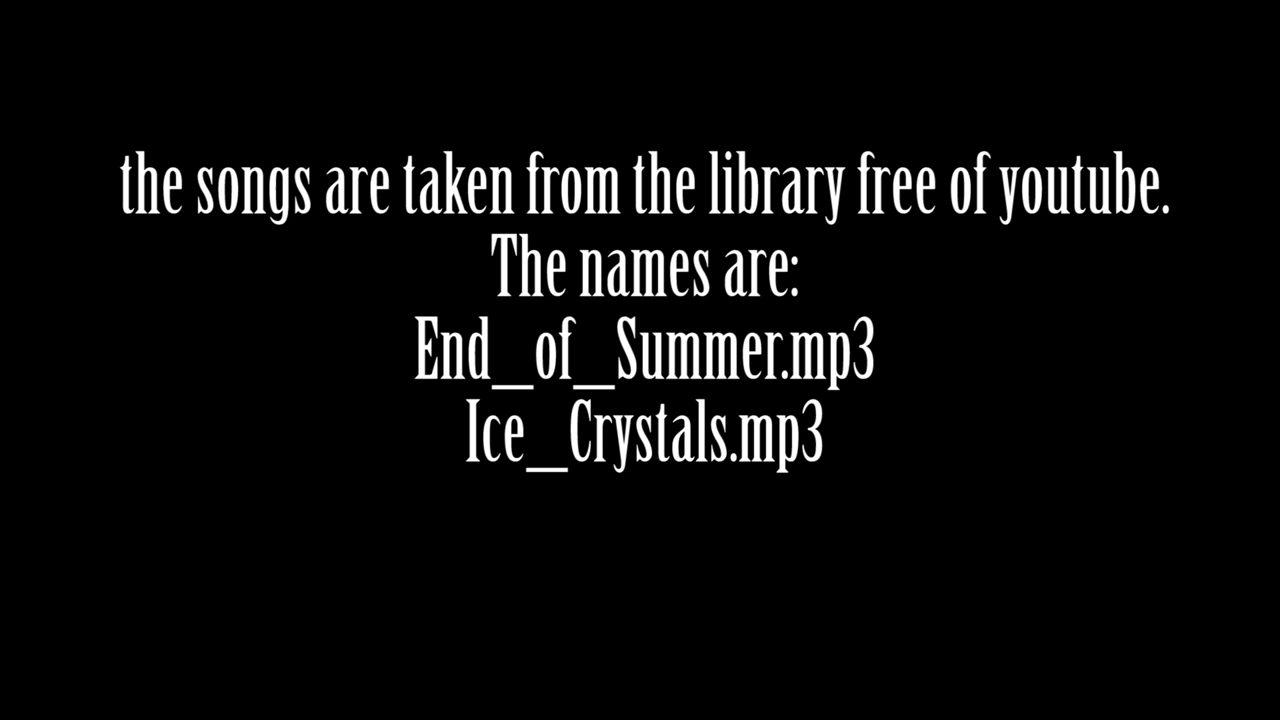 the songs are taken from the library free of youtube.
The names are:
End_of_Summer.mp3
Ice_Crystals.mp3